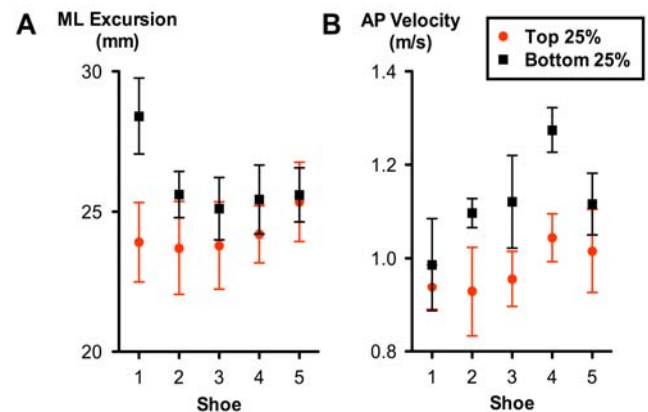 A
ML Excursion
(mm)
30
25
20
1 2 3 4 5
Shoe
B
AP Velocity
(m/s)
Top 25%
Bottom 25%
1.4
1.2
1.0
0.8
1 2 3 4 5
Shoe